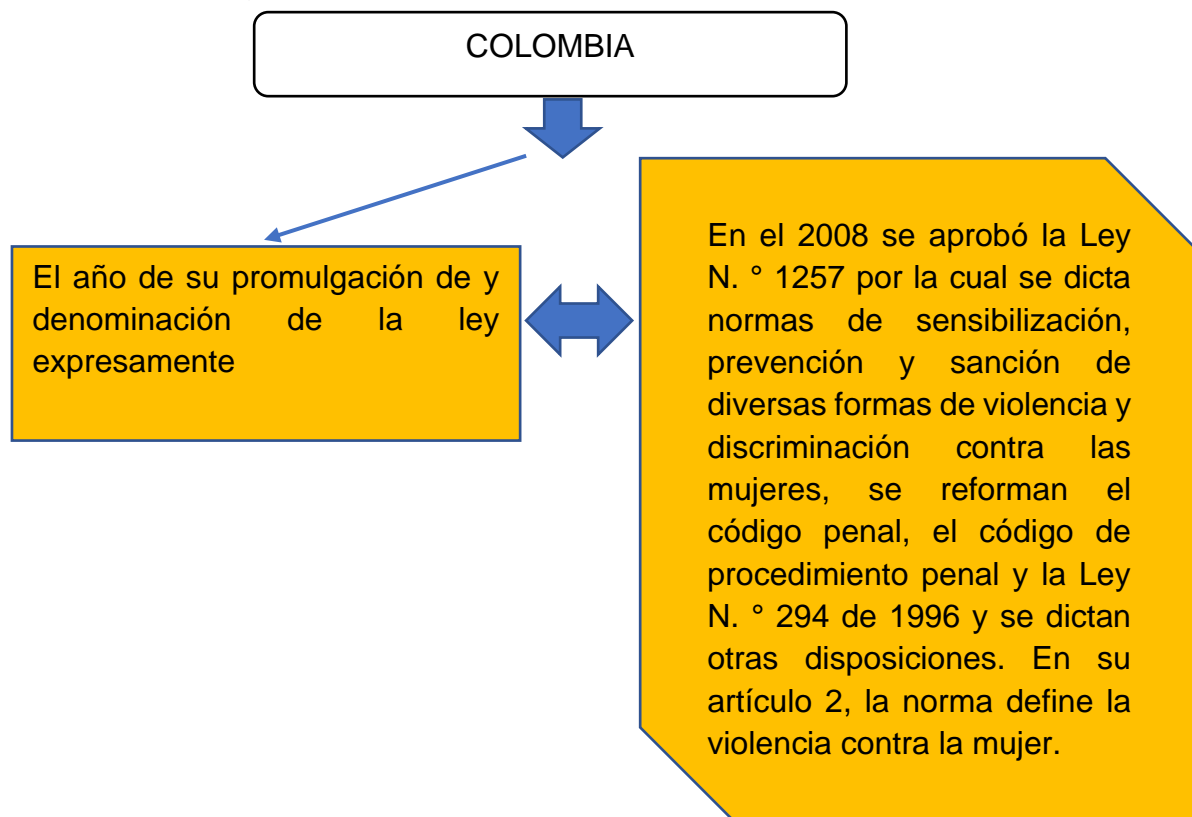 COLOMBIA
El año de su promulgación de y
denominación de la ley
expresamente
En el 2008 se aprobó la Ley
N. ° 1257 por la cual se dicta
normas de sensibilización,
prevención y sanción de
diversas formas de violencia y
discriminación contra las
mujeres, se reforman el
código penal, el código de
procedimiento penal y la Ley
N. ° 294 de 1996 y se dictan
otras disposiciones. En su
artículo 2, la norma define la
violencia contra la mujer.